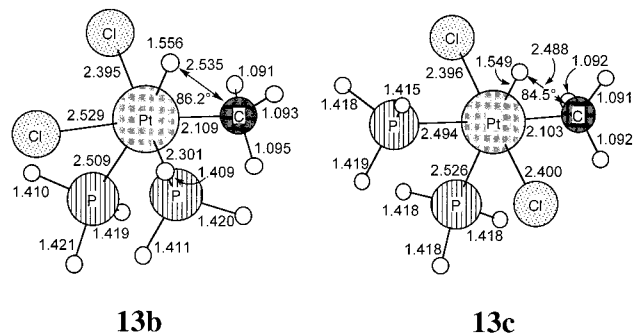 Cl
1.556
2.535
1.091
2.395
86.2°
1.093
2.529
Pt
C
2.109
Cl
1.095
2.509
2.301
1.409
1.410
P
P
1.419
1.420
1.421
1.411
13b
Cl
2.488
1.549
1.092
2.396
1.415
1.091
1.418
84.5°
P
Pt
C
2.494
2.103
1.092
1.419
2.526
2.400
1.418
P
Cl
1.418
1.418
13c